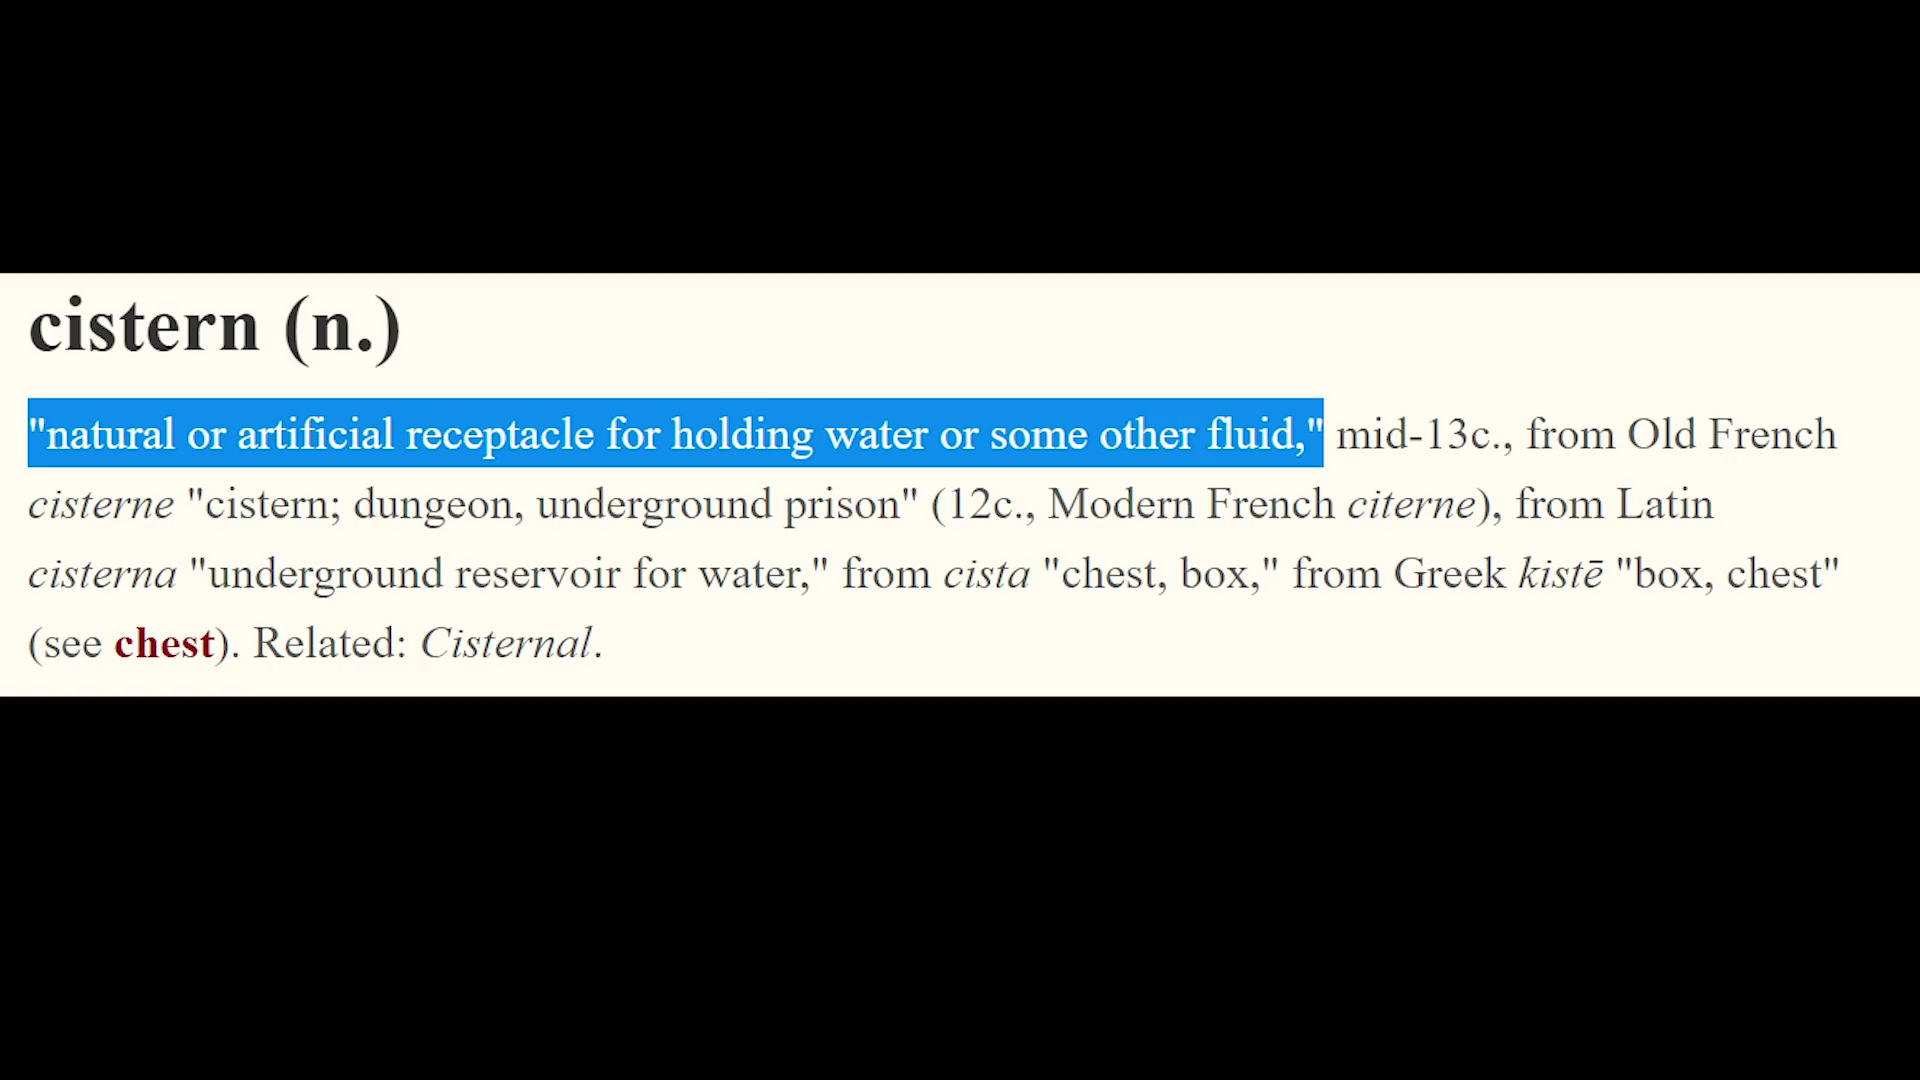 cistern (n.)
"natural or artificial receptacle for holding water or some other fluid," mid-13c., from Old French
cisterne "cistern; dungeon, underground prison" (12c., Modern French citerne), from Latin
cisterna "underground reservoir for water," from cista "chest, box," from Greek kistē "box, chest"
(see chest). Related: Cisternal.